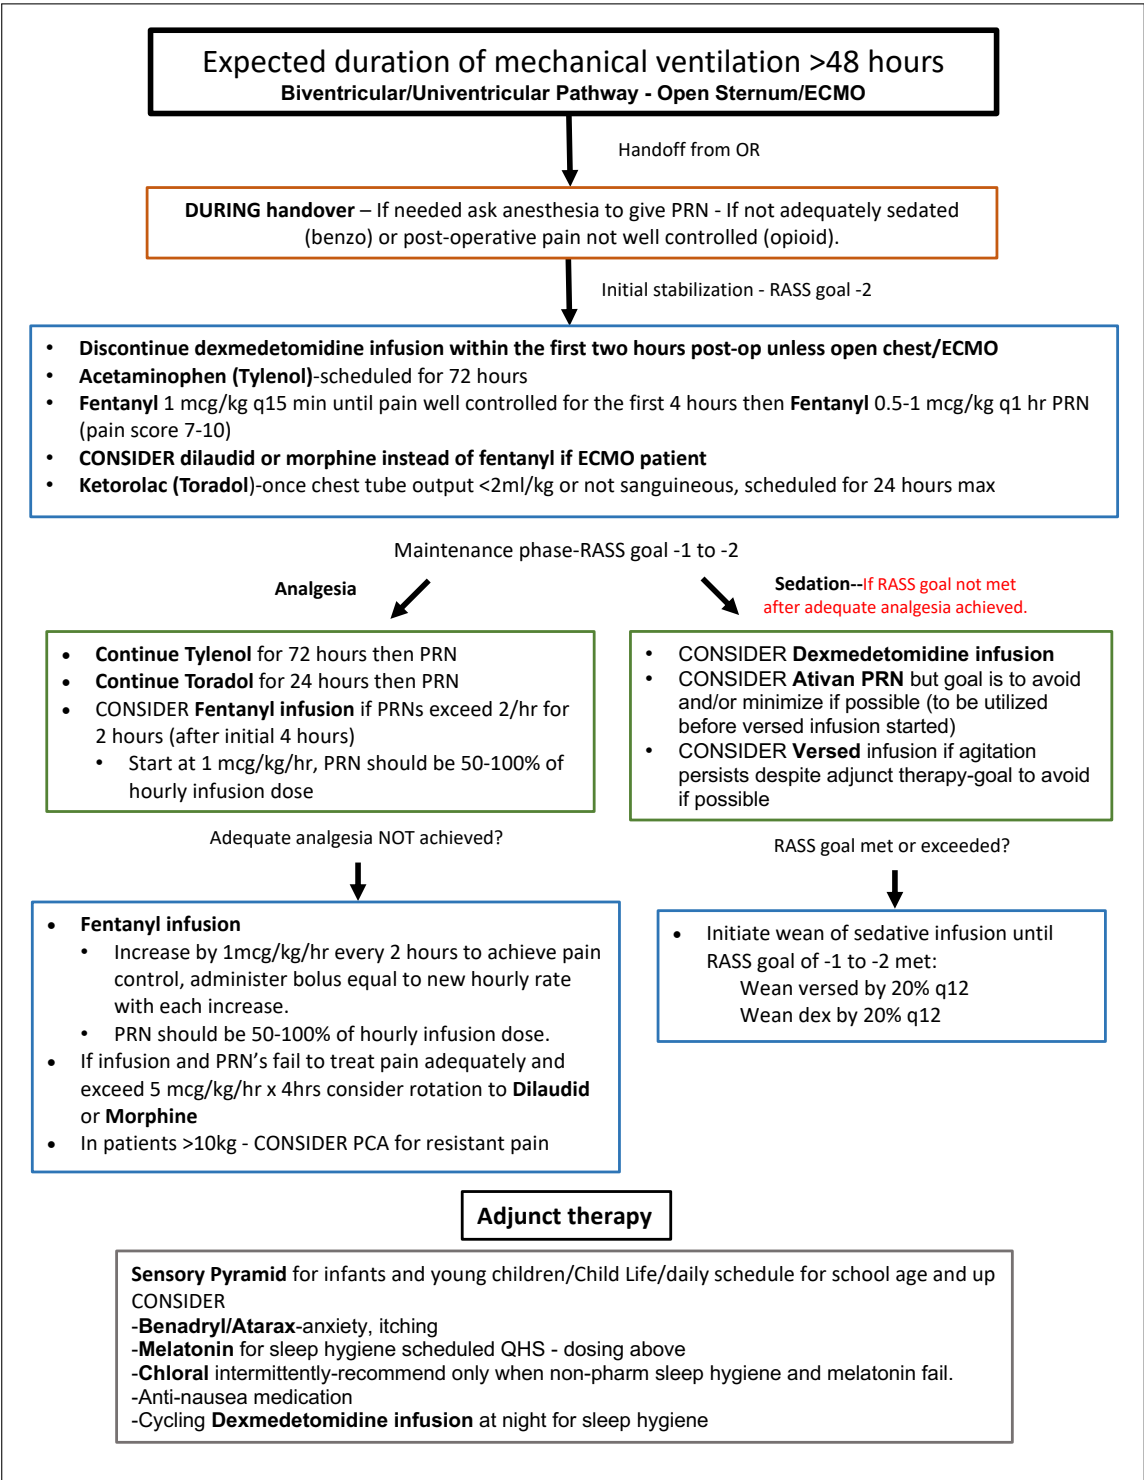 Expected duration of mechanical ventilation >48 hours
Biventricular/Univentricular Pathway - Open Sternum/ECMO
Handoff from OR
DURING handover – If needed ask anesthesia to give PRN - If not adequately sedated
(benzo) or post-operative pain not well controlled (opioid).
Initial stabilization - RASS goal -2
• Discontinue dexmedetomidine infusion within the first two hours post-op unless open chest/ECMO
• Acetaminophen (Tylenol)-scheduled for 72 hours
• Fentanyl 1 mcg/kg q15 min until pain well controlled for the first 4 hours then Fentanyl 0.5-1 mcg/kg q1 hr PRN
(pain score 7-10)
• CONSIDER dilaudid or morphine instead of fentanyl if ECMO patient
• Ketorolac (Toradol)-once chest tube output <2ml/kg or not sanguineous, scheduled for 24 hours max
Maintenance phase-RASS goal -1 to -2
Analgesia
• Continue Tylenol for 72 hours then PRN
• Continue Toradol for 24 hours then PRN
• CONSIDER Fentanyl infusion if PRNs exceed 2/hr for
2 hours (after initial 4 hours)
• Start at 1 mcg/kg/hr, PRN should be 50-100% of
hourly infusion dose
Adequate analgesia NOT achieved?
• Fentanyl infusion
• Increase by 1mcg/kg/hr every 2 hours to achieve pain
control, administer bolus equal to new hourly rate
with each increase.
• PRN should be 50-100% of hourly infusion dose.
• If infusion and PRN's fail to treat pain adequately and
exceed 5 mcg/kg/hr x 4hrs consider rotation to Dilaudid
or Morphine
• In patients >10kg - CONSIDER PCA for resistant pain
Sedation--If RASS goal not met
after adequate analgesia achieved.
• CONSIDER Dexmedetomidine infusion
• CONSIDER Ativan PRN but goal is to avoid
and/or minimize if possible (to be utilized
before versed infusion started)
• CONSIDER Versed infusion if agitation
persists despite adjunct therapy-goal to avoid
if possible
RASS goal met or exceeded?
• Initiate wean of sedative infusion until
RASS goal of -1 to -2 met:
Wean versed by 20% q12
Wean dex by 20% q12
Adjunct therapy
Sensory Pyramid for infants and young children/Child Life/daily schedule for school age and up
CONSIDER
-Benadryl/Atarax-anxiety, itching
-Melatonin for sleep hygiene scheduled QHS - dosing above
-Chloral intermittently-recommend only when non-pharm sleep hygiene and melatonin fail.
-Anti-nausea medication
-Cycling Dexmedetomidine infusion at night for sleep hygiene